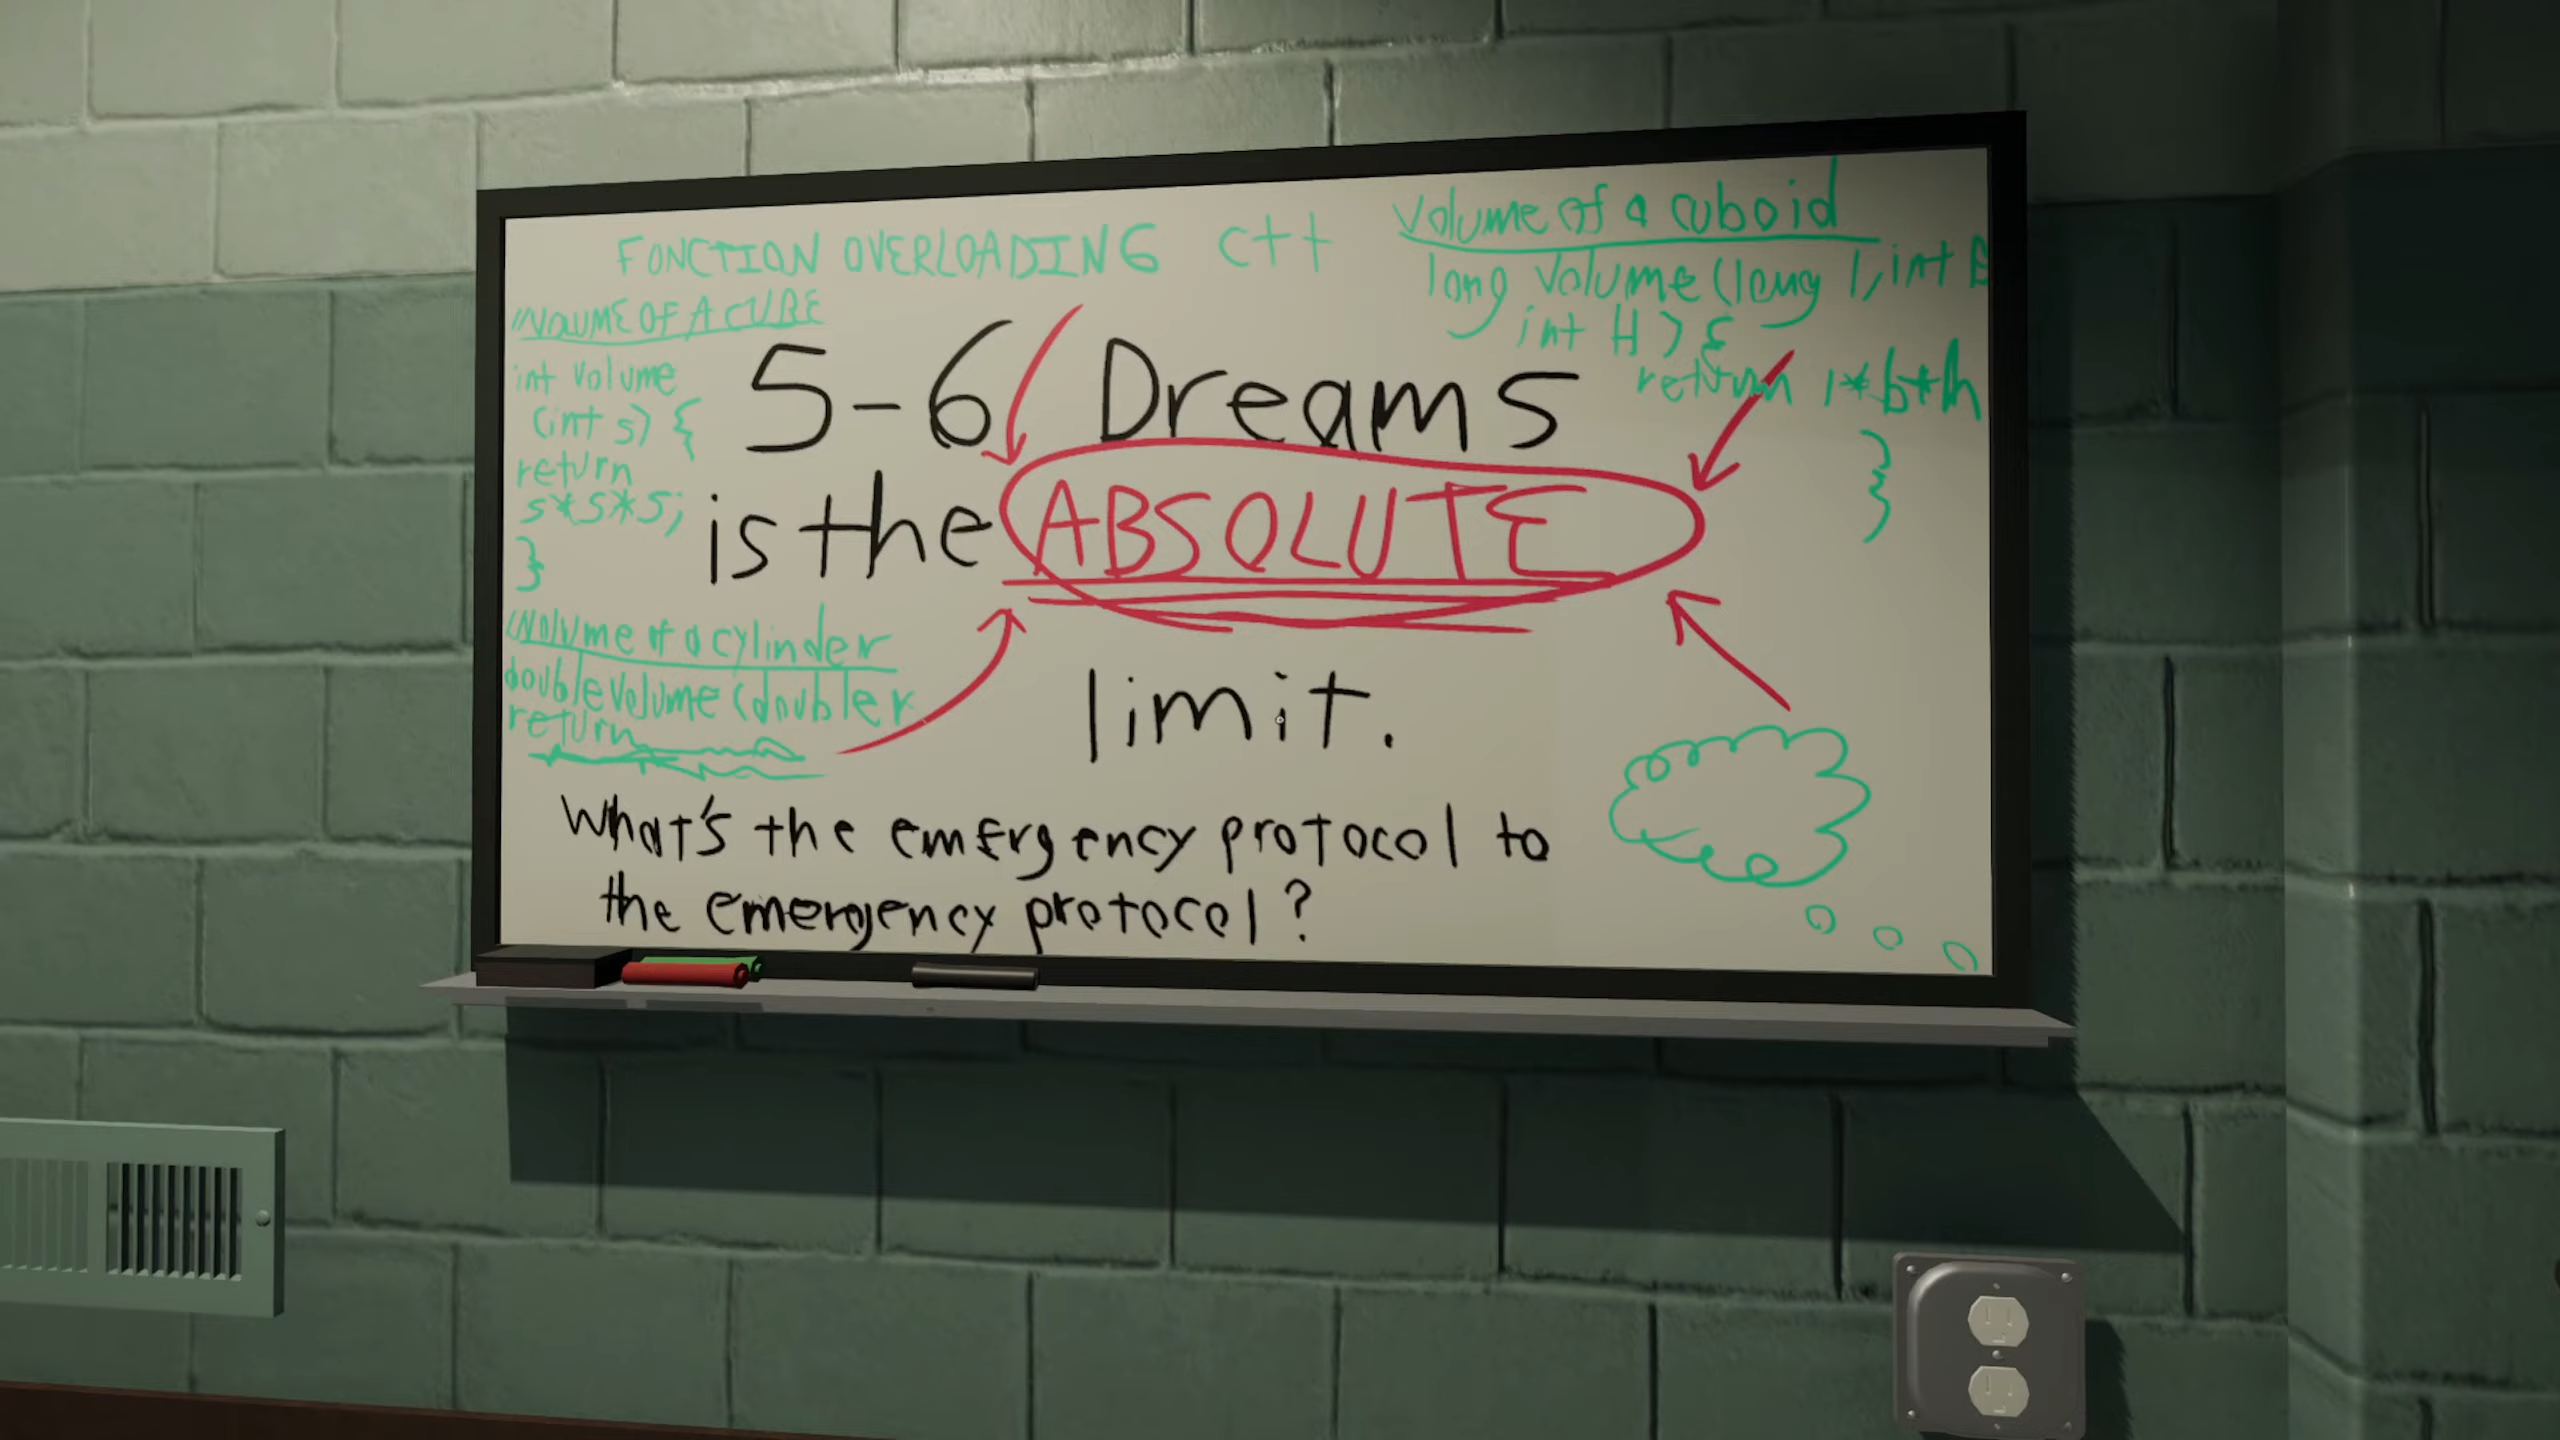 FONCTION OVERLOADING C++
//VOLUME OF A CUBE
int volume
(int s) {
return
s*s*s;
}
//Volume of a cylinder
double volume (double r
return
Volume of a cuboid
long volume (long l, int B
int H) {
return l*b*h
}
5-6 Dreams
is the ABSOLUTE
limit.
What's the emergency protocol to
the emergency protocol?